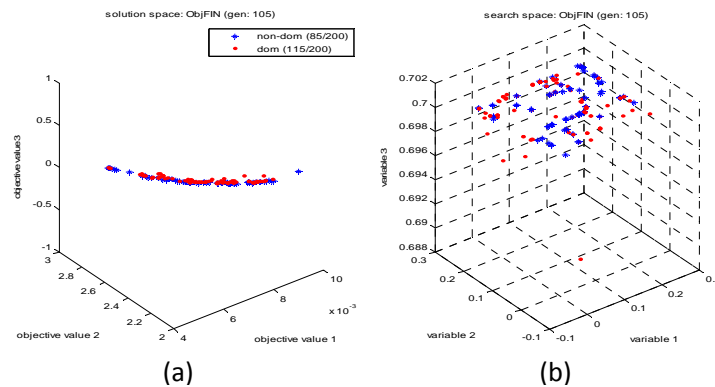 solution space: ObjFIN (gen: 105)
non-dom (85/200)
dom (115/200)
1
0.5
0
-0.5
-1
objective value3
3
2.8
2.6
2.4
2.2
2
objective value 2
4
6
8
10
x 10⁻³
objective value 1
(a)
search space: ObjFIN (gen: 105)
0.702
0.7
0.698
0.696
0.694
0.692
0.69
0.688
variable 3
0.3
0.2
0.1
0
-0.1
variable 2
-0.1
0
0.1
0.2
0.
variable 1
(b)